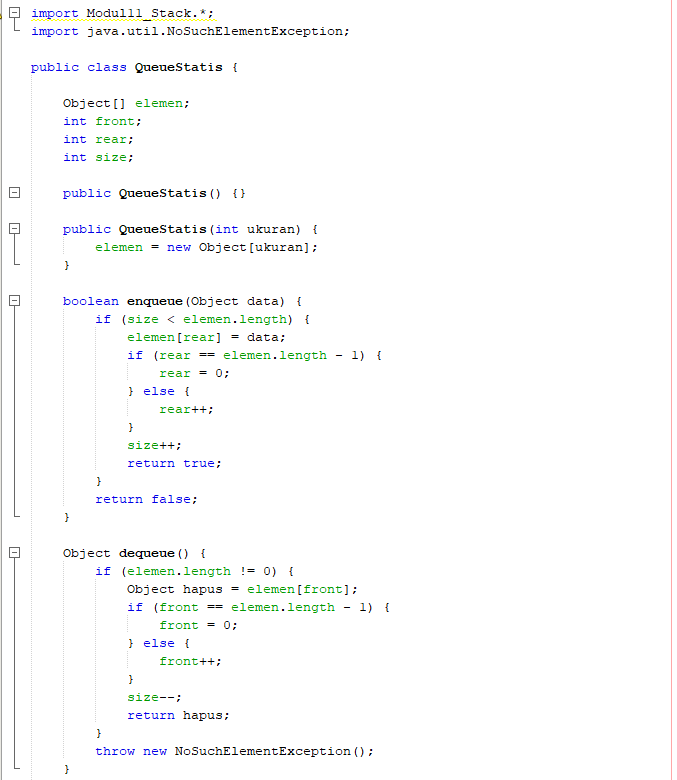 import Modul11_Stack.*;
import java.util.NoSuchElementException;
public class QueueStatis {
Object[] elemen;
int front;
int rear;
int size;
public QueueStatis() {}
public QueueStatis(int ukuran) {
elemen = new Object[ukuran];
}
boolean enqueue(Object data) {
if (size < elemen.length) {
elemen[rear] = data;
if (rear == elemen.length - 1) {
rear = 0;
} else {
rear++;
}
size++;
return true;
}
return false;
}
Object dequeue() {
if (elemen.length != 0) {
Object hapus = elemen[front];
if (front == elemen.length - 1) {
front = 0;
} else {
front++;
}
size--;
return hapus;
}
throw new NoSuchElementException();
}